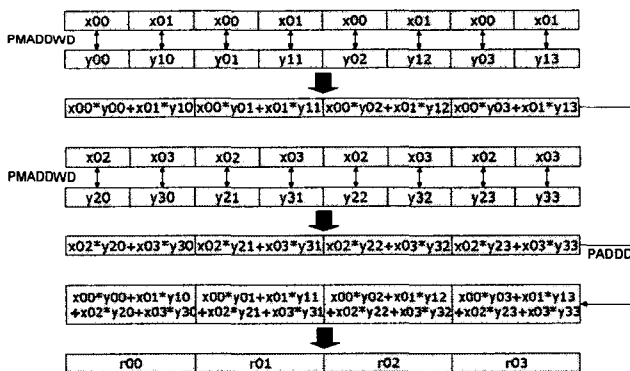 x00 x01 x00 x01 x00 x01 x00 x01
PMADDWD
y00 y10 y01 y11 y02 y12 y03 y13
x00*y00+x01*y10 x00*y01+x01*y11 x00*y02+x01*y12 x00*y03+x01*y13
x02 x03 x02 x03 x02 x03 x02 x03
PMADDWD
y20 y30 y21 y31 y22 y32 y23 y33
x02*y20+x03*y30 x02*y21+x03*y31 x02*y22+x03*y32 x02*y23+x03*y33
PADDD
x00*y00+x01*y10 x00*y01+x01*y11 x00*y02+x01*y12 x00*y03+x01*y13
+x02*y20+x03*y30 +x02*y21+x03*y31 +x02*y22+x03*y32 +x02*y23+x03*y33
r00 r01 r02 r03